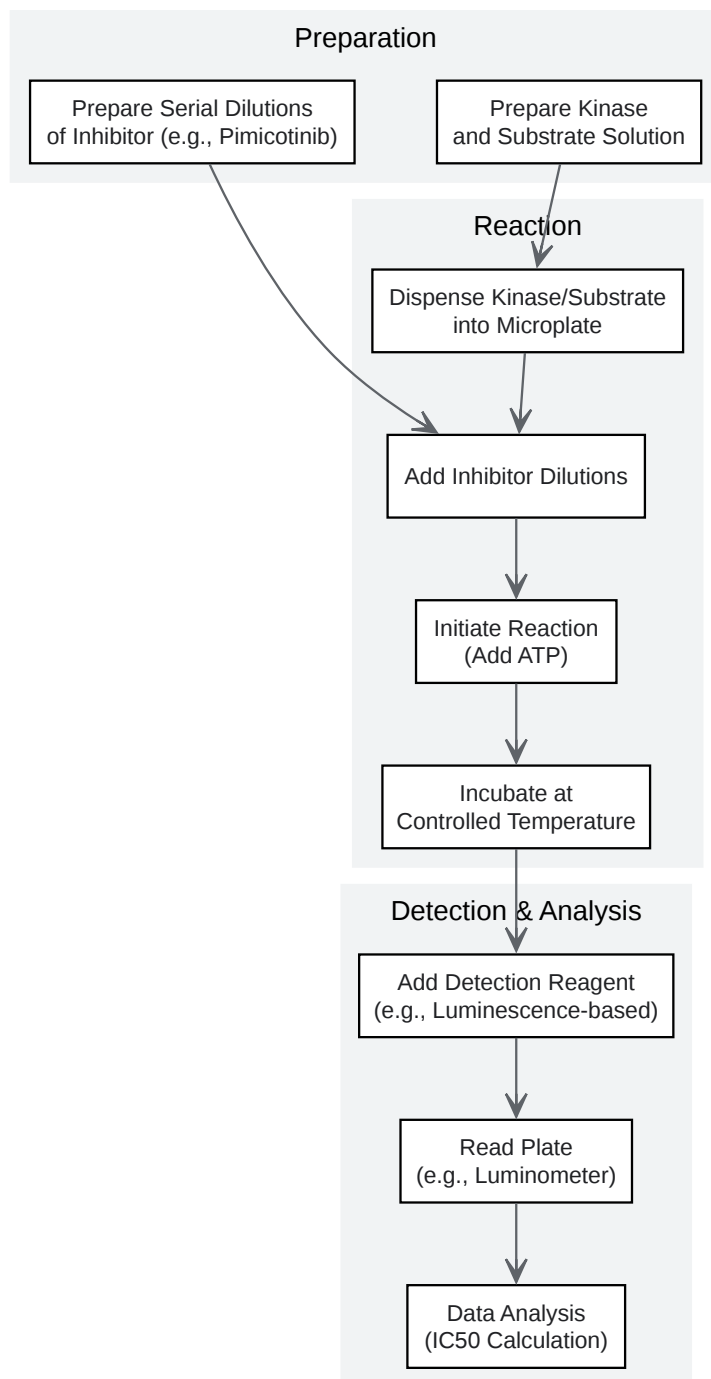 Preparation
Prepare Serial Dilutions
of Inhibitor (e.g., Pimicotinib)
Prepare Kinase
and Substrate Solution
Reaction
Dispense Kinase/Substrate
into Microplate
Add Inhibitor Dilutions
Initiate Reaction
(Add ATP)
Incubate at
Controlled Temperature
Detection & Analysis
Add Detection Reagent
(e.g., Luminescence-based)
Read Plate
(e.g., Luminometer)
Data Analysis
(IC50 Calculation)